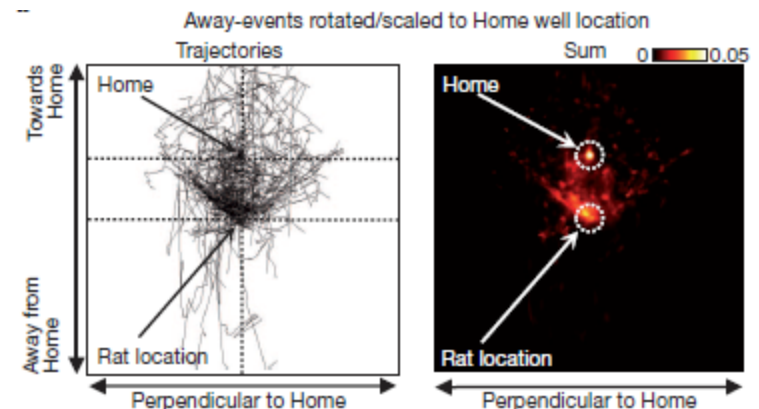 Away-events rotated/scaled to Home well location
Trajectories
Sum
0 0.05
Towards
Home
Away from
Home
Home
Rat location
Perpendicular to Home
Home
Rat location
Perpendicular to Home